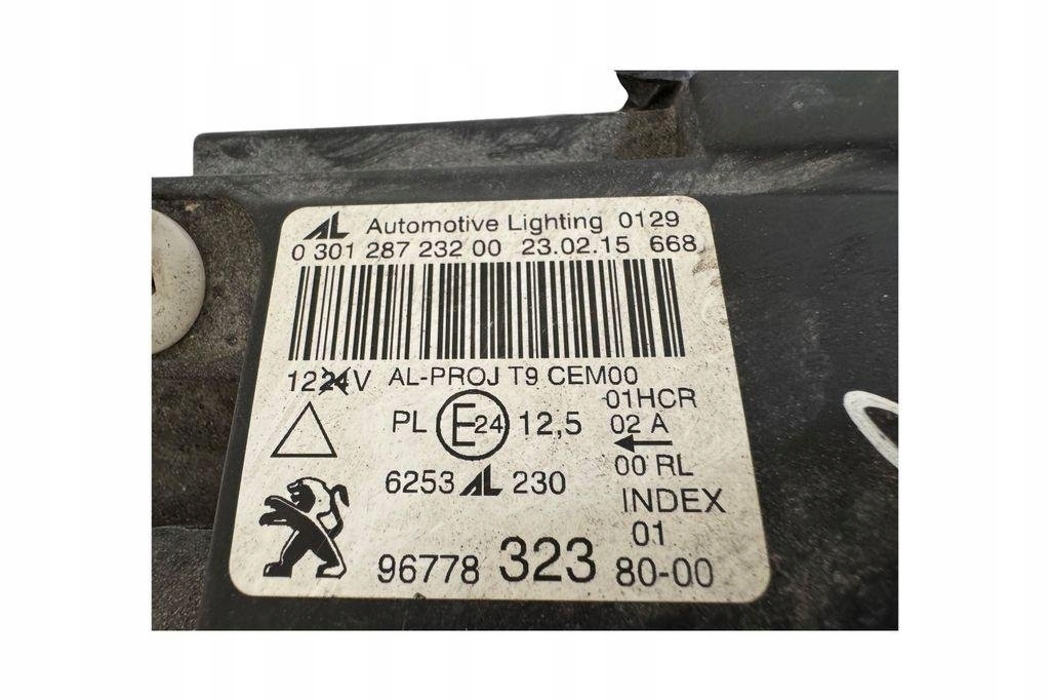 AL Automotive Lighting 0129
0 301 287 232 00 23.02.15 668
1224V AL-PROJ T9 CEM00
01HCR
PL E24 12,5 02 A
00 RL
6253 AL 230
INDEX
01
96778 323 80-00